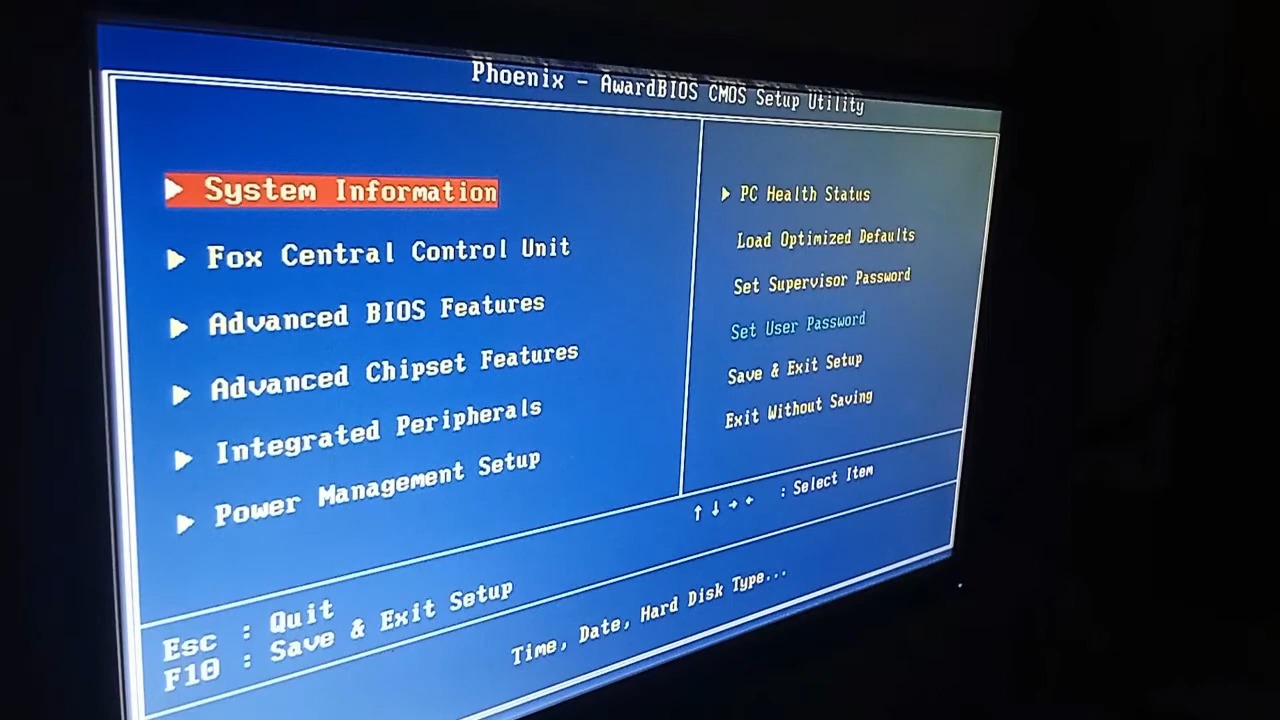 Phoenix - AwardBIOS CMOS Setup Utility
System Information
Fox Central Control Unit
Advanced BIOS Features
Advanced Chipset Features
Integrated Peripherals
Power Management Setup
PC Health Status
Load Optimized Defaults
Set Supervisor Password
Set User Password
Save & Exit Setup
Exit Without Saving
Esc : Quit
F10 : Save & Exit Setup
↑ ↓ → ← : Select Item
Time, Date, Hard Disk Type...